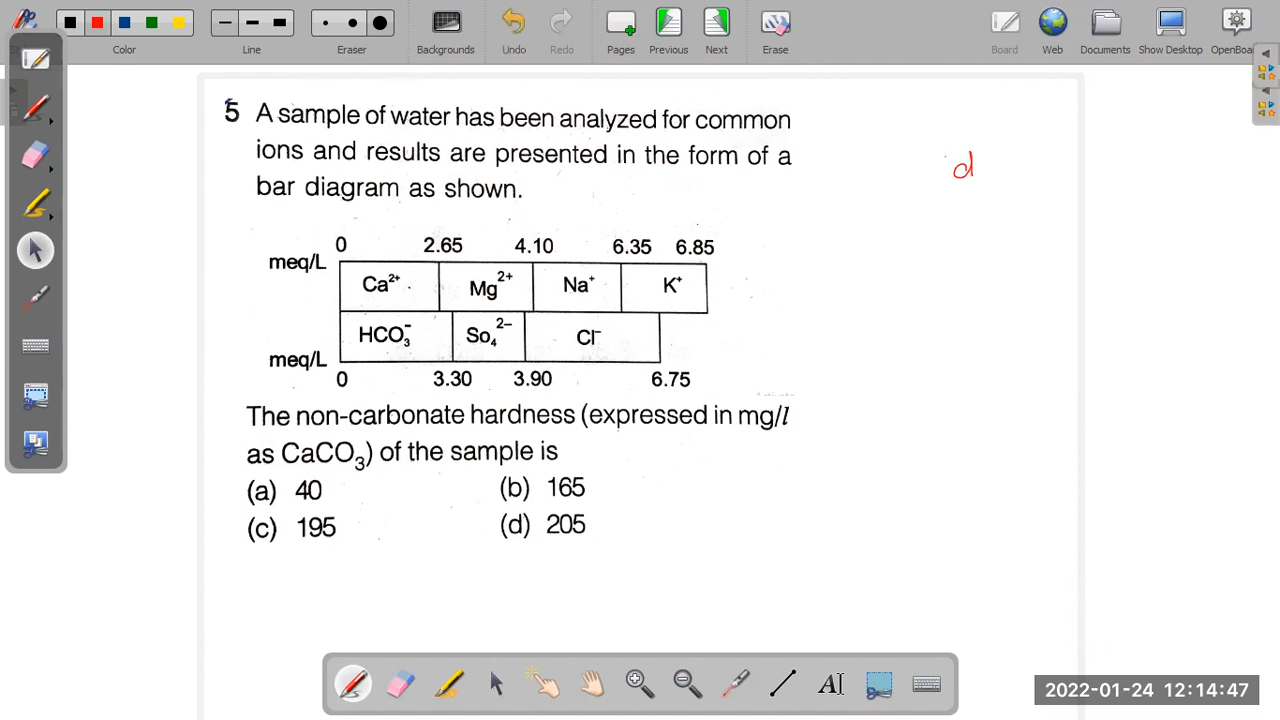 Color
Line
Eraser
Backgrounds
Undo
Redo
Pages
Previous
Next
Erase
Board
Web
Documents
Show Desktop
OpenBoa
5 A sample of water has been analyzed for common
ions and results are presented in the form of a
bar diagram as shown.
d
0 2.65 4.10 6.35 6.85
meq/L
Ca²⁺ Mg²⁺ Na⁺ K⁺
HCO₃⁻ So₄²⁻ Cl⁻
meq/L
0 3.30 3.90 6.75
The non-carbonate hardness (expressed in mg/l
as CaCO₃) of the sample is
(a) 40 (b) 165
(c) 195 (d) 205
AI
2022-01-24 12:14:47